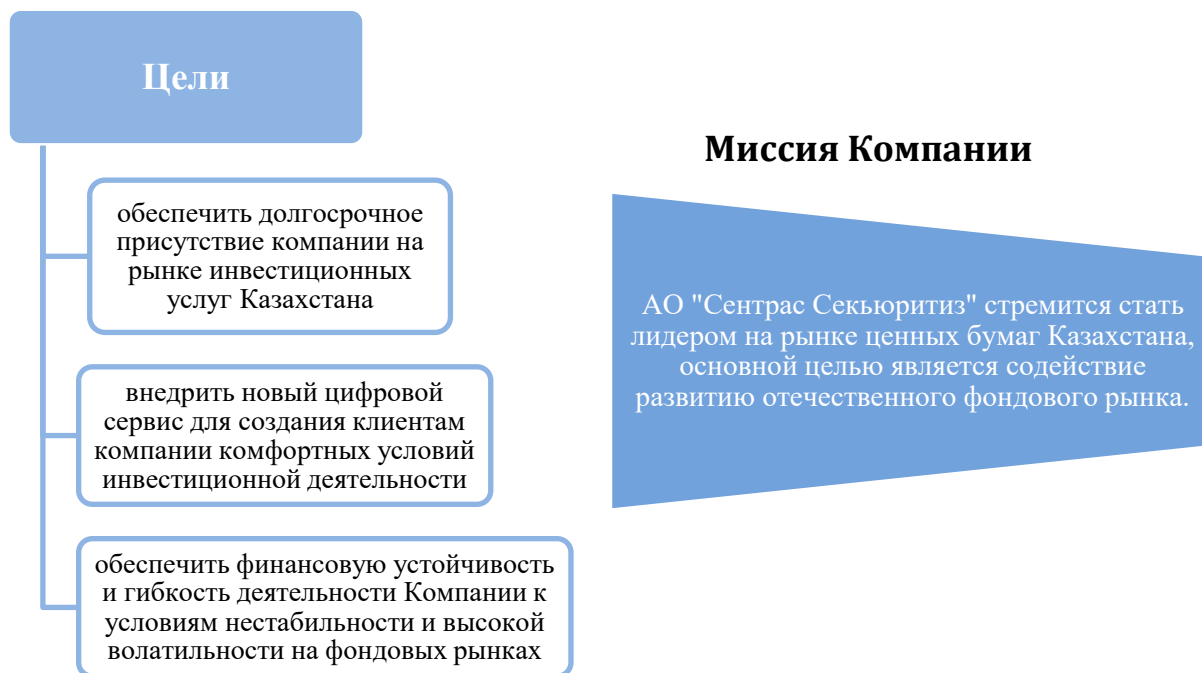 Цели
обеспечить долгосрочное
присутствие компании на
рынке инвестиционных
услуг Казахстана
внедрить новый цифровой
сервис для создания клиентам
компании комфортных условий
инвестиционной деятельности
обеспечить финансовую устойчивость
и гибкость деятельности Компании к
условиям нестабильности и высокой
волатильности на фондовых рынках
Миссия Компании
АО "Сентрас Секьюритиз" стремится стать
лидером на рынке ценных бумаг Казахстана,
основной целью является содействие
развитию отечественного фондового рынка.